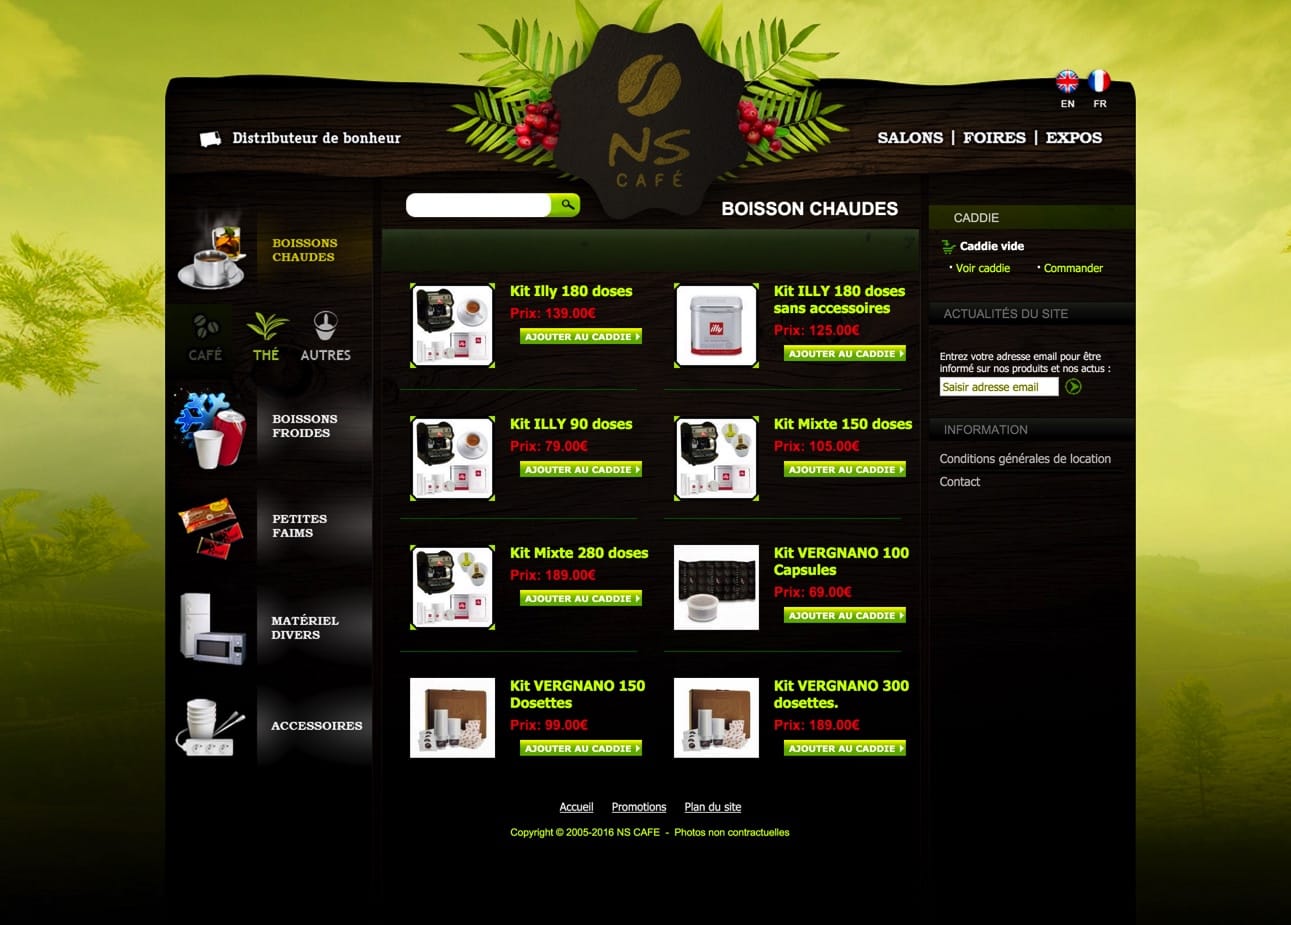 EN
FR
Distributeur de bonheur
NS
CAFÉ
SALONS | FOIRES | EXPOS
BOISSON CHAUDES
BOISSONS
CHAUDES
CAFÉ
THÉ
AUTRES
BOISSONS
FROIDES
PETITES
FAIMS
MATÉRIEL
DIVERS
ACCESSOIRES
Kit Illy 180 doses
Prix: 139.00€
AJOUTER AU CADDIE
Kit ILLY 180 doses
sans accessoires
Prix: 125.00€
AJOUTER AU CADDIE
illy
Kit ILLY 90 doses
Prix: 79.00€
AJOUTER AU CADDIE
Kit Mixte 150 doses
Prix: 105.00€
AJOUTER AU CADDIE
Kit Mixte 280 doses
Prix: 189.00€
AJOUTER AU CADDIE
Kit VERGNANO 100
Capsules
Prix: 69.00€
AJOUTER AU CADDIE
Kit VERGNANO 150
Dosettes
Prix: 99.00€
AJOUTER AU CADDIE
Kit VERGNANO 300
dosettes.
Prix: 189.00€
AJOUTER AU CADDIE
CADDIE
Caddie vide
• Voir caddie • Commander
ACTUALITÉS DU SITE
Entrez votre adresse email pour être
informé sur nos produits et nos actus :
Saisir adresse email
INFORMATION
Conditions générales de location
Contact
Accueil Promotions Plan du site
Copyright © 2005-2016 NS CAFE - Photos non contractuelles